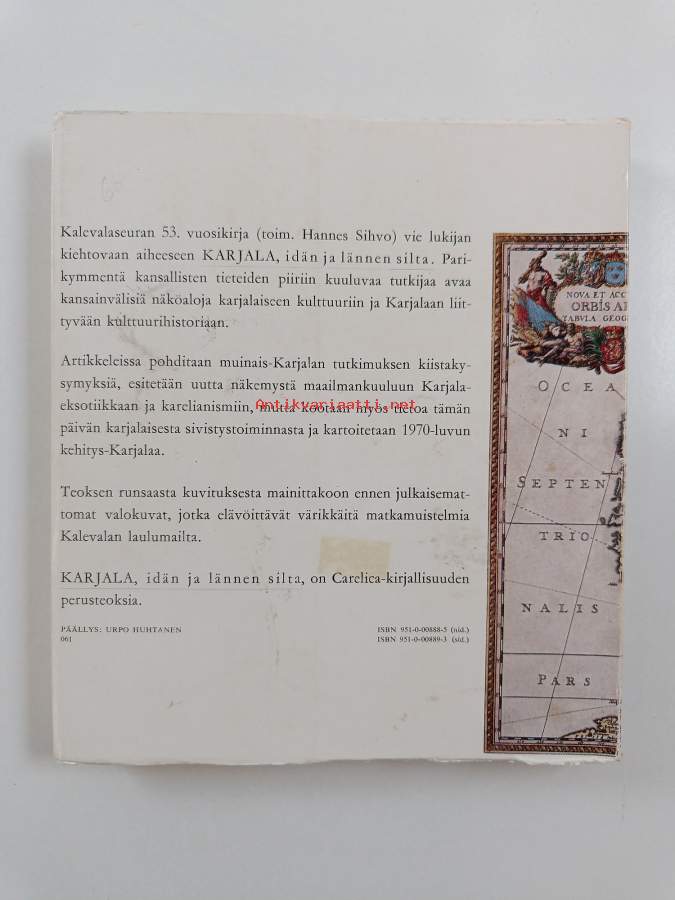 Kalevalaseuran 53. vuosikirja (toim. Hannes Sihvo) vie lukijan
kiehtovaan aiheeseen KARJALA, idän ja lännen silta. Pari-
kymmentä kansallisten tieteiden piiriin kuuluvaa tutkijaa avaa
kansainvälisiä näköaloja karjalaiseen kulttuuriin ja Karjalaan liit-
tyvään kulttuurihistoriaan.
Artikkeleissa pohditaan muinais-Karjalan tutkimuksen kiistaky-
symyksiä, esitetään uutta näkemystä maailmankuuluun Karjala-
eksotiikkaan ja karelianismiin, mutta kootaan myös tietoa tämän
Antikvariaatti.net
päivän karjalaisesta sivistystoiminnasta ja kartoitetaan 1970-luvun
kehitys-Karjalaa.
Teoksen runsaasta kuvituksesta mainittakoon ennen julkaisemat-
tomat valokuvat, jotka elävöittävät värikkäitä matkamuistelmia
Kalevalan laulumailta.
KARJALA, idän ja lännen silta, on Carelica-kirjallisuuden
perusteoksia.
PÄÄLLYS: URPO HUHTANEN
061
ISBN 951-0-00888-5 (nid.)
ISBN 951-0-00889-3 (sid.)
NOVA ET ACC
ORBIS AR
TABVLA GEOG
OCEA
NI
SEPTEN
TRIO
NALIS
PARS